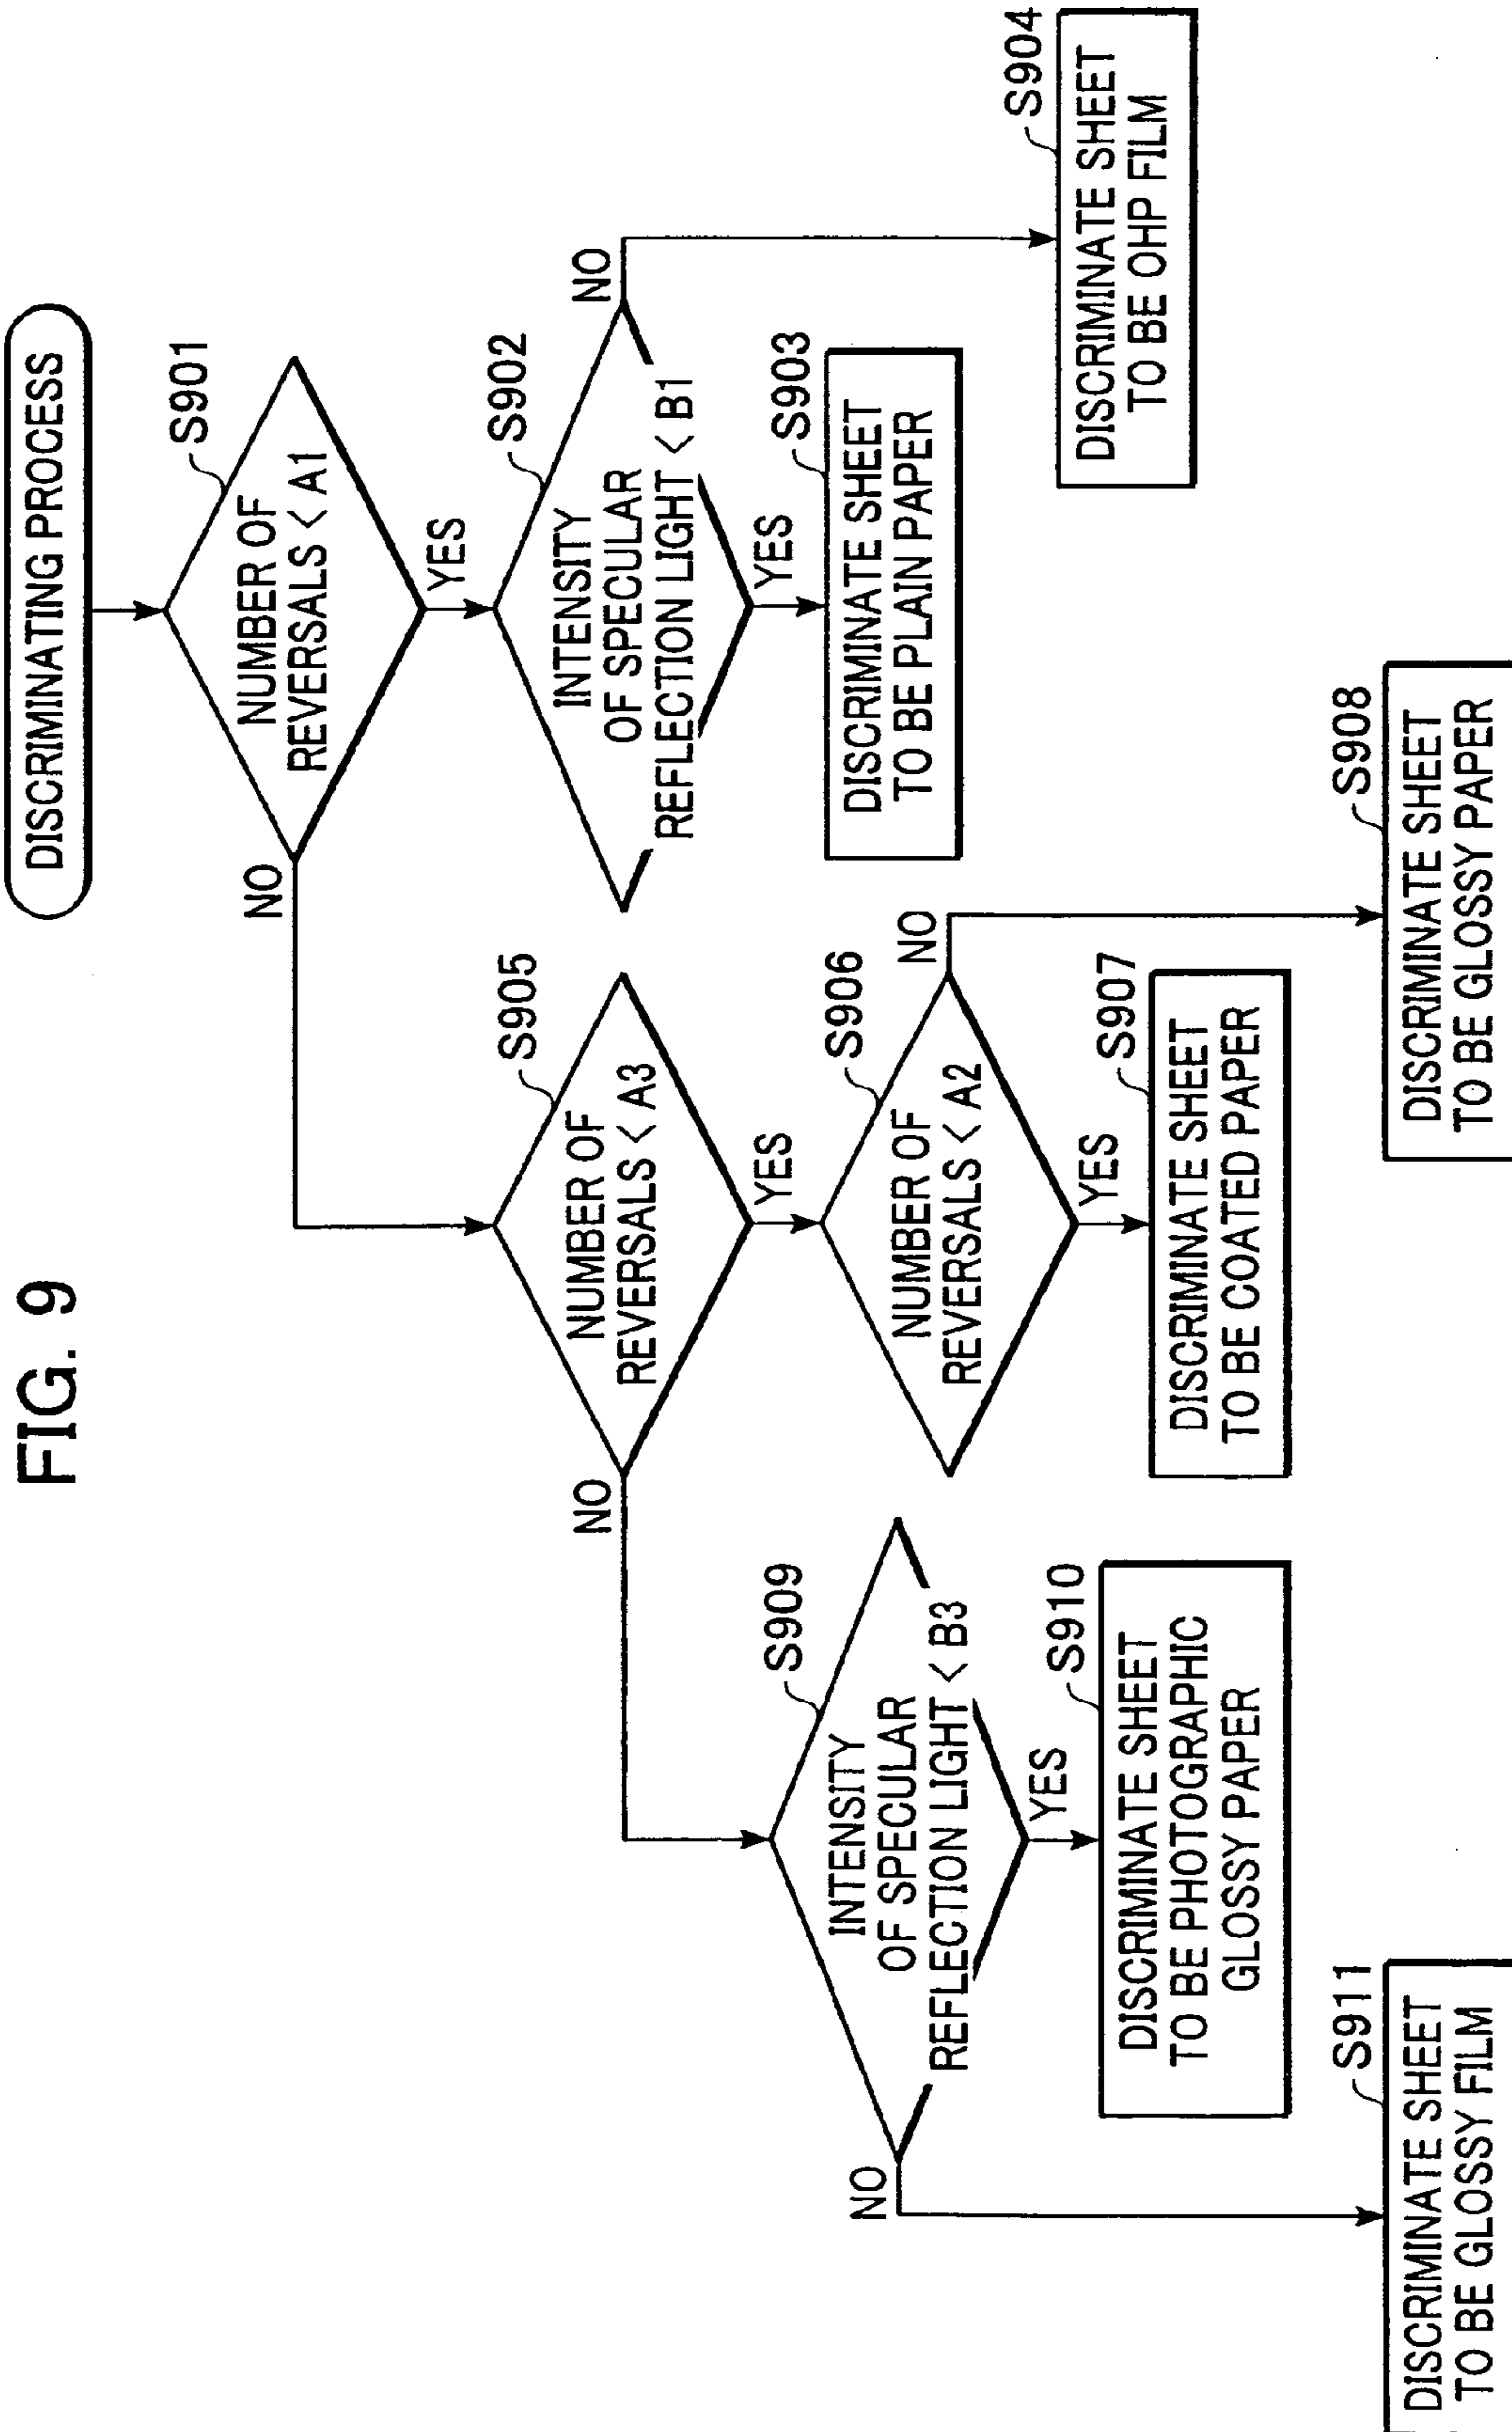 FIG. 9
DISCRIMINATING PROCESS
S901
NUMBER OF
REVERSALS < A1
NO
YES
S902
INTENSITY
OF SPECULAR
REFLECTION LIGHT < B1
NO
YES
S903
DISCRIMINATE SHEET
TO BE PLAIN PAPER
S904
DISCRIMINATE SHEET
TO BE OHP FILM
S905
NUMBER OF
REVERSALS < A3
NO
YES
S906
NUMBER OF
REVERSALS < A2
NO
YES
S907
DISCRIMINATE SHEET
TO BE COATED PAPER
S908
DISCRIMINATE SHEET
TO BE GLOSSY PAPER
S909
INTENSITY
OF SPECULAR
REFLECTION LIGHT < B3
NO
YES
S910
DISCRIMINATE SHEET
TO BE PHOTOGRAPHIC
GLOSSY PAPER
S911
DISCRIMINATE SHEET
TO BE GLOSSY FILM